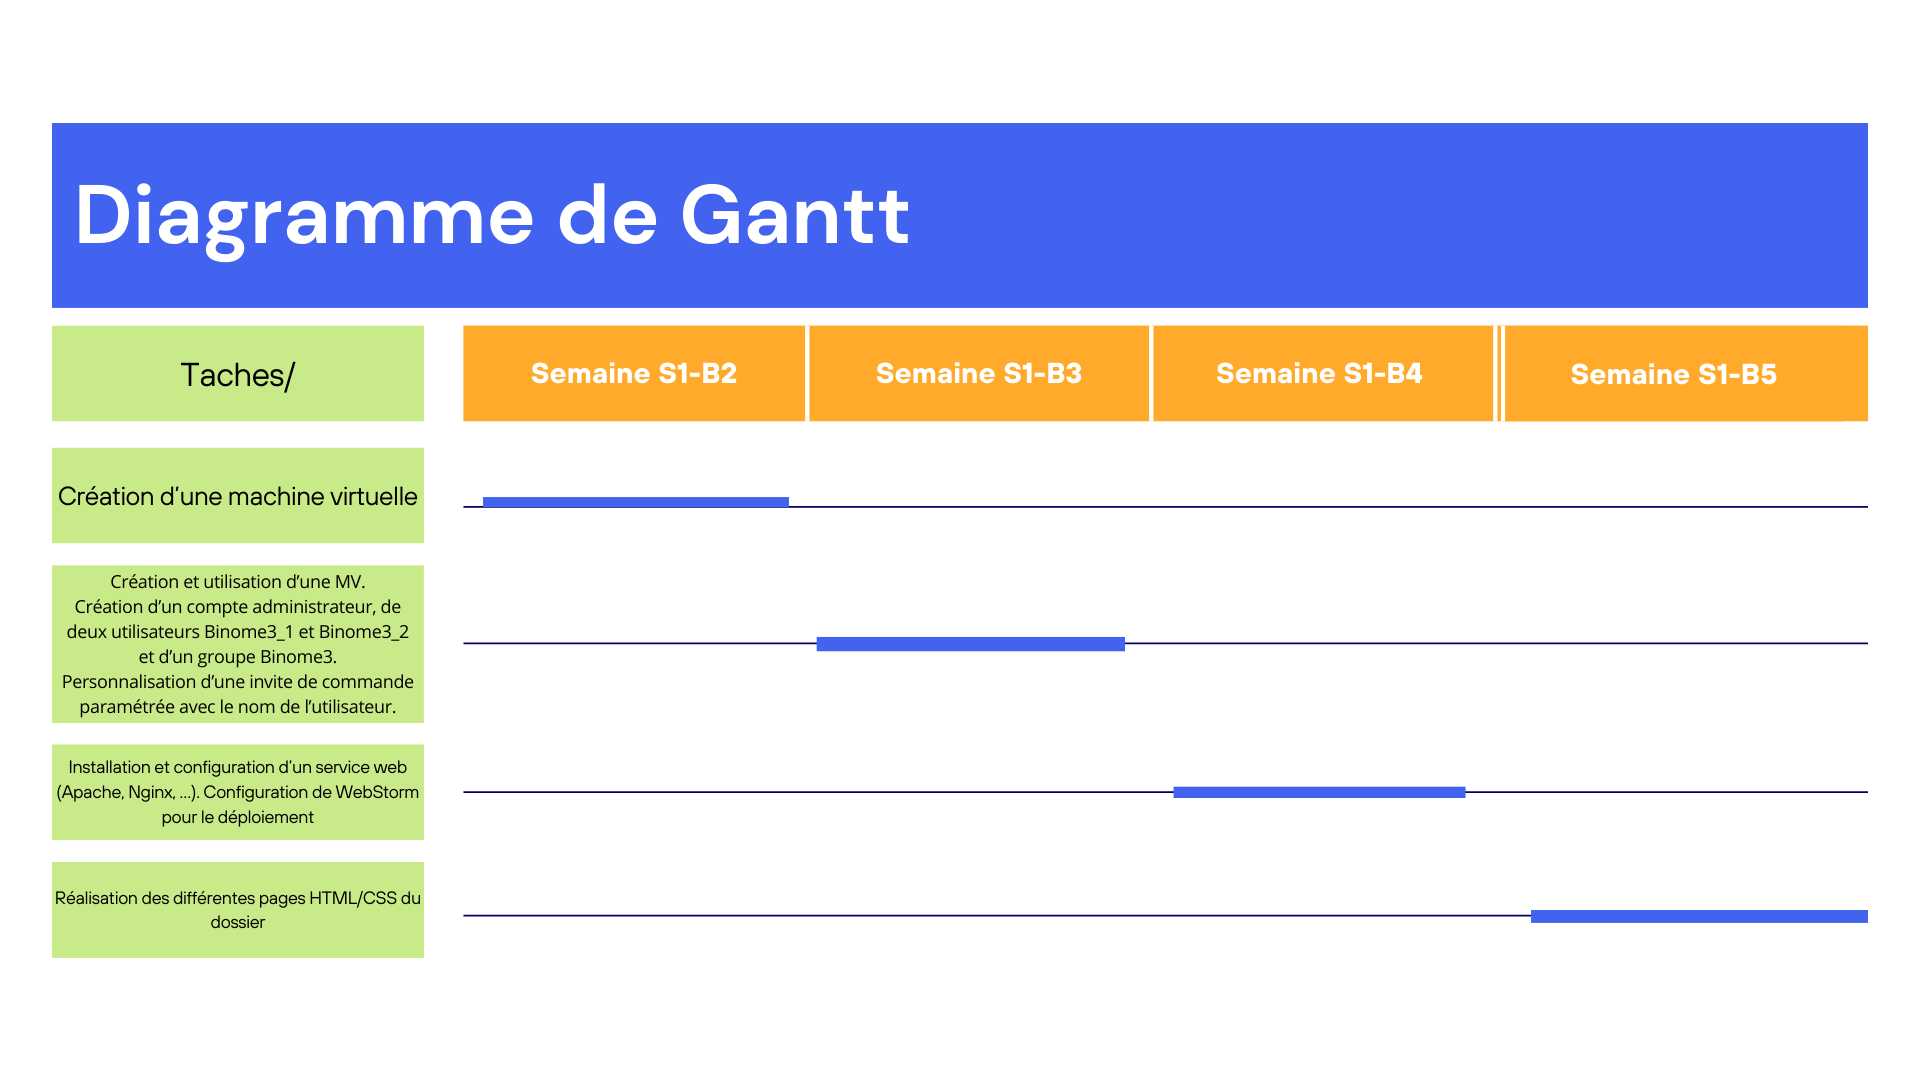 Diagramme de Gantt
Taches/
Semaine S1-B2
Semaine S1-B3
Semaine S1-B4
Semaine S1-B5
Création d'une machine virtuelle
Création et utilisation d'une MV.
Création d'un compte administrateur, de
deux utilisateurs Binome3_1 et Binome3_2
et d'un groupe Binome3.
Personnalisation d'une invite de commande
paramétrée avec le nom de l'utilisateur.
Installation et configuration d'un service web
(Apache, Nginx, ...). Configuration de WebStorm
pour le déploiement
Réalisation des différentes pages HTML/CSS du
dossier